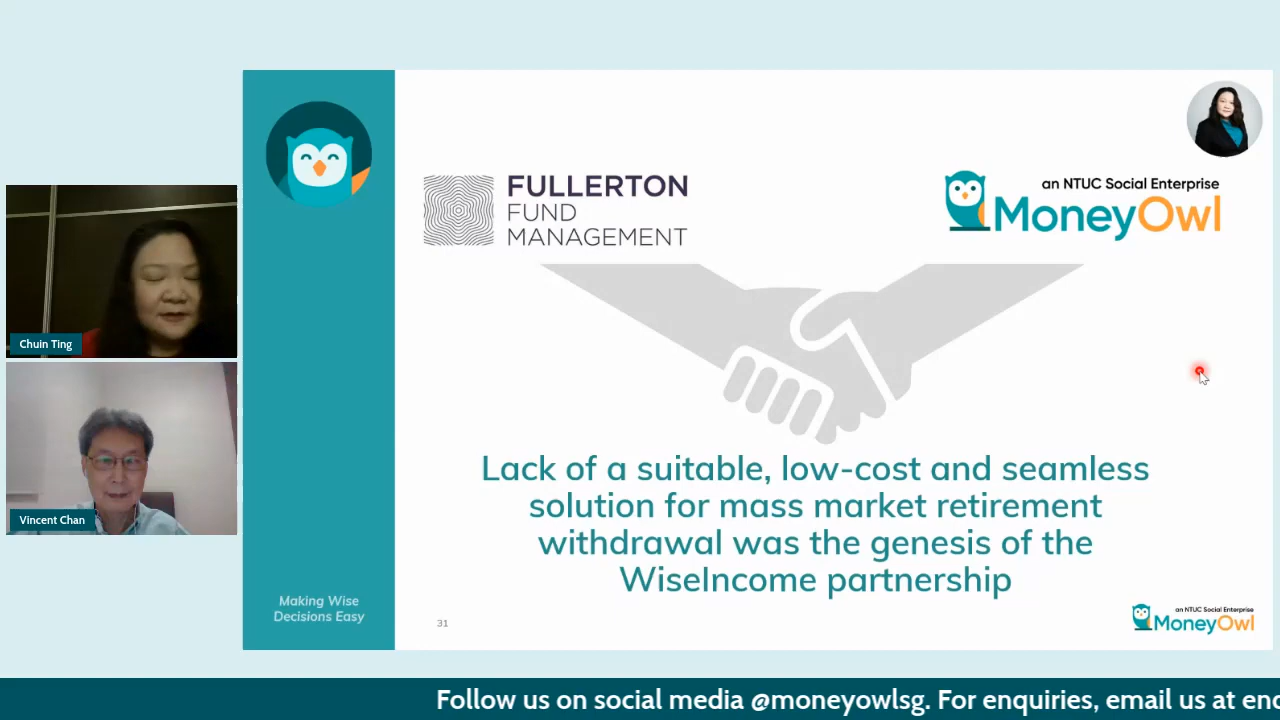 FULLERTON
FUND
MANAGEMENT
an NTUC Social Enterprise
MoneyOwl
Chuin Ting
Vincent Chan
Lack of a suitable, low-cost and seamless
solution for mass market retirement
withdrawal was the genesis of the
WiseIncome partnership
Making Wise
Decisions Easy
31
an NTUC Social Enterprise
MoneyOwl
Follow us on social media @moneyowlsg. For enquiries, email us at